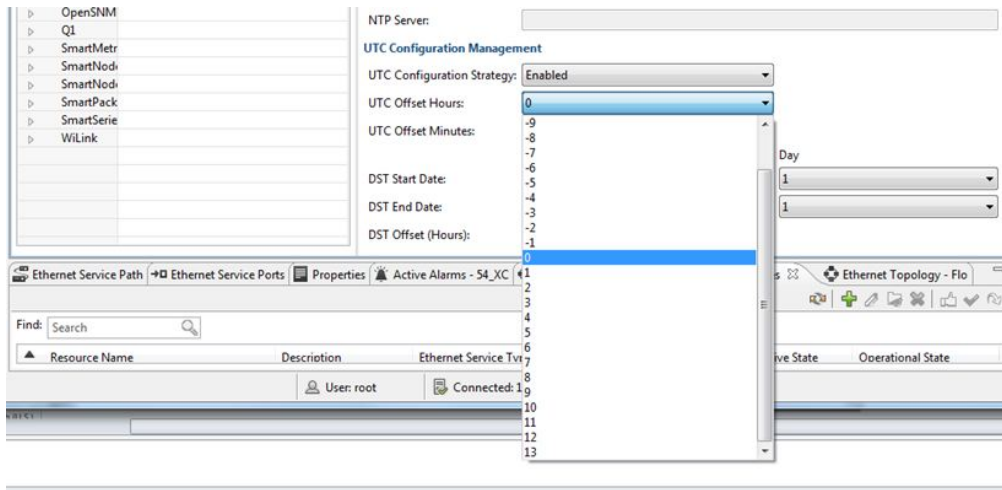 OpenSNM
Q1
SmartMetr
SmartNod
SmartNod
SmartPack
SmartSerie
WiLink
NTP Server:
UTC Configuration Management
UTC Configuration Strategy: Enabled
UTC Offset Hours: 0
UTC Offset Minutes:
-9
-8
-7
-6
-5
-4
-3
-2
-1
0
1
2
3
4
5
6
7
8
9
10
11
12
13
Day
DST Start Date: 1
DST End Date: 1
DST Offset (Hours):
Ethernet Service Path Ethernet Service Ports Properties Active Alarms - 54_XC s Ethernet Topology - Flo
Find: Search
Resource Name Description Ethernet Service Typ ive State Operational State
User: root Connected: 1